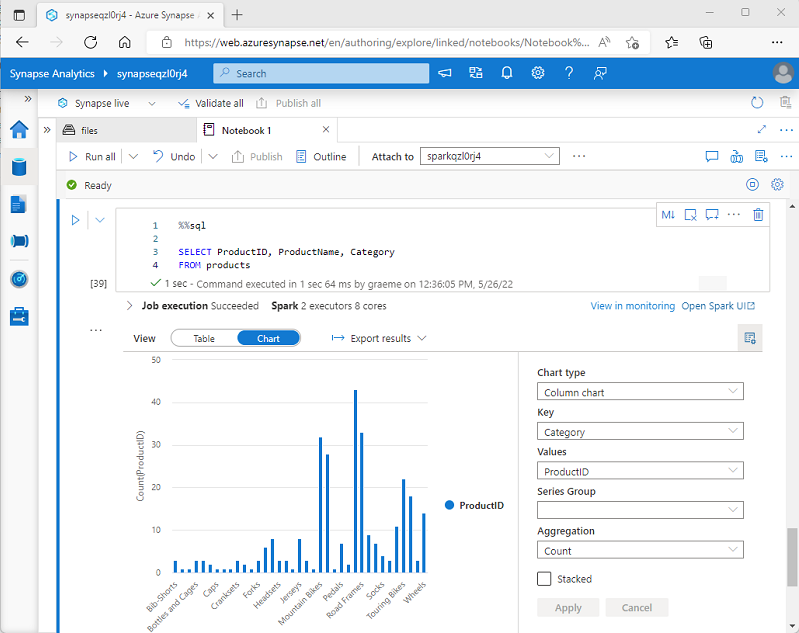 synapseqzl0rj4 - Azure Synapse A
https://web.azuresynapse.net/en/authoring/explore/linked/notebooks/Notebook%...
Synapse Analytics
synapseqzl0rj4
Search
Synapse live
Validate all
Publish all
files
Notebook 1
Run all
Undo
Publish
Outline
Attach to
sparkqzl0rj4
Ready
1 %%sql
2
3 SELECT ProductID, ProductName, Category
4 FROM products
[39]
1 sec - Command executed in 1 sec 64 ms by graeme on 12:36:05 PM, 5/26/22
Job execution Succeeded Spark 2 executors 8 cores
View in monitoring
Open Spark UI
View
Table
Chart
Export results
Count(ProductID)
50
40
30
20
10
0
Bib-Shorts
Bottles and Cages
Caps
Cranksets
Forks
Headsets
Jerseys
Mountain Bikes
Pedals
Road Frames
Socks
Touring Bikes
Wheels
ProductID
Chart type
Column chart
Key
Category
Values
ProductID
Series Group
Aggregation
Count
Stacked
Apply
Cancel